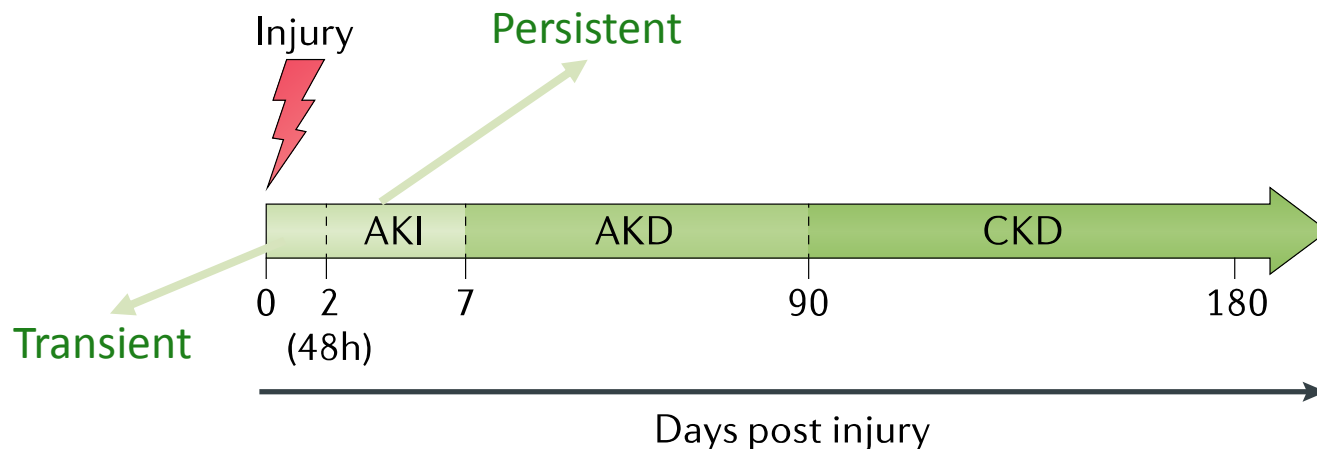 Persistent
Injury
AKI AKD CKD
0 2 7 90 180
Transient
(48h)
Days post injury